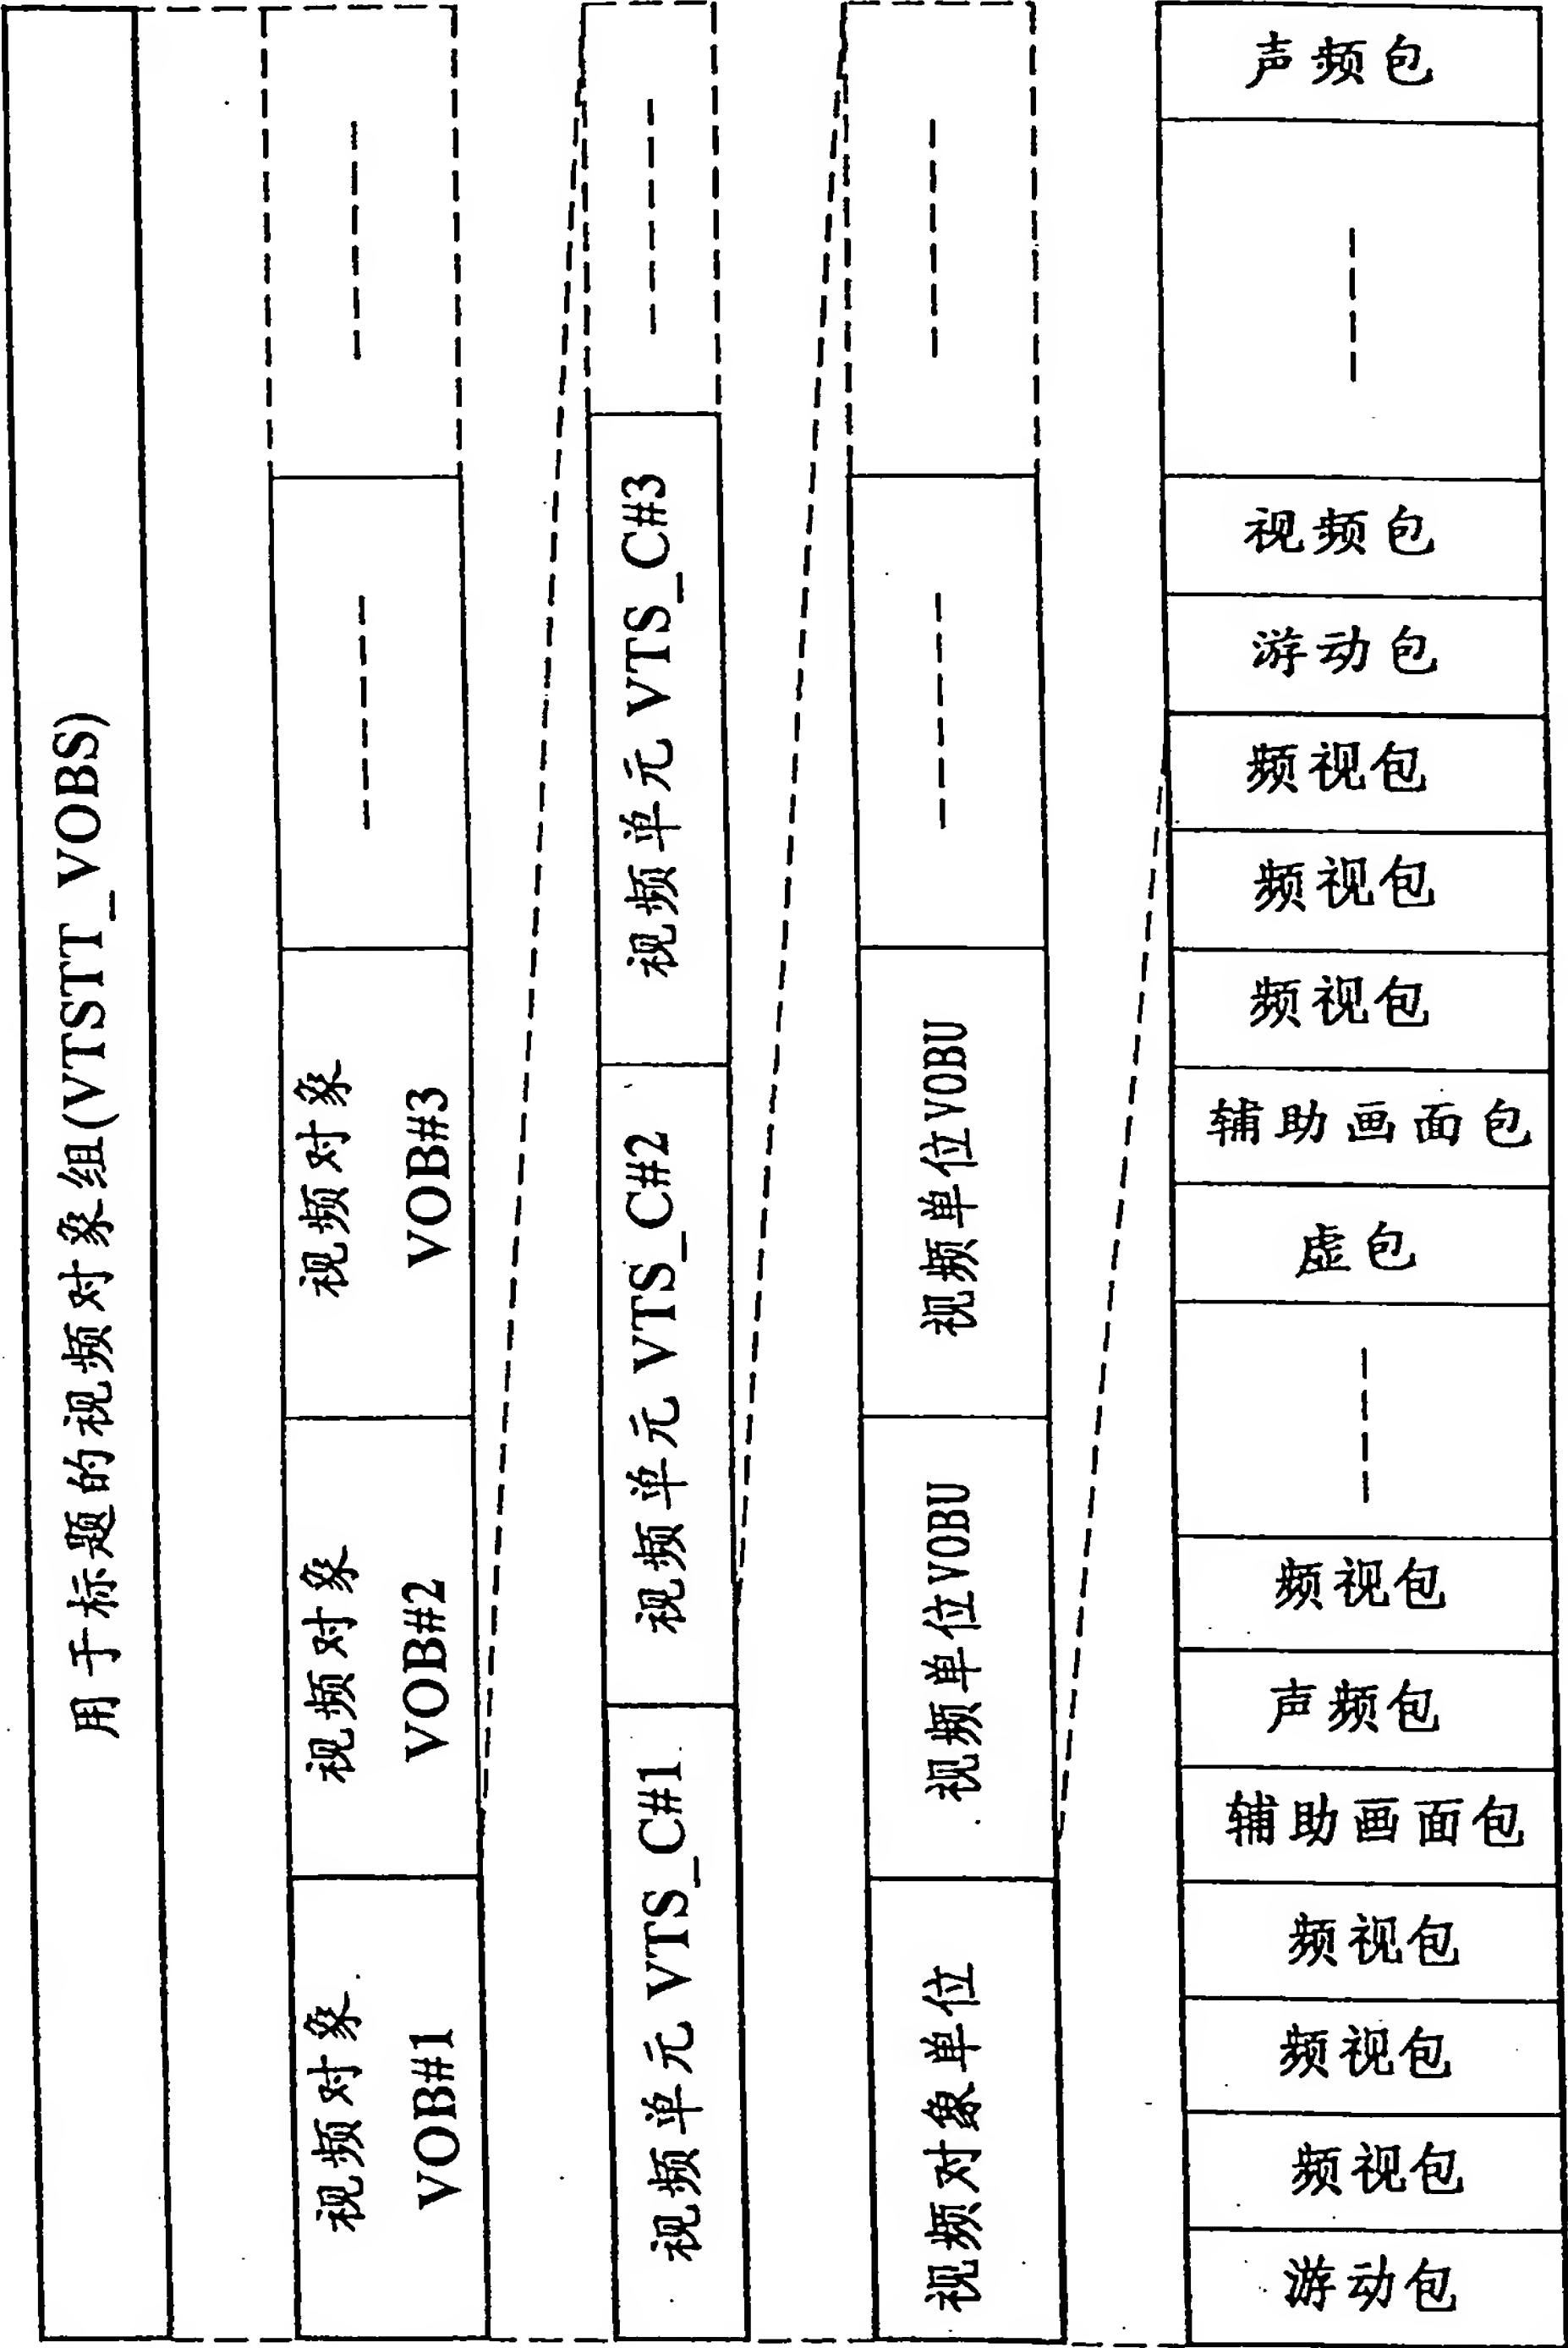 用于标题的视频对象组(VTSTT_VOBS)
视频对象
VOB#1
视频对象
VOB#2
视频对象
VOB#3
视频单元 VTS_C#1
视频单元 VTS_C#2
视频单元 VTS_C#3
视频对象单位
视频单位VOBU
视频单位VOBU
游动包
频视包
频视包
频视包
辅助画面包
声频包
频视包
虚包
辅助画面包
频视包
频视包
频视包
游动包
视频包
声频包